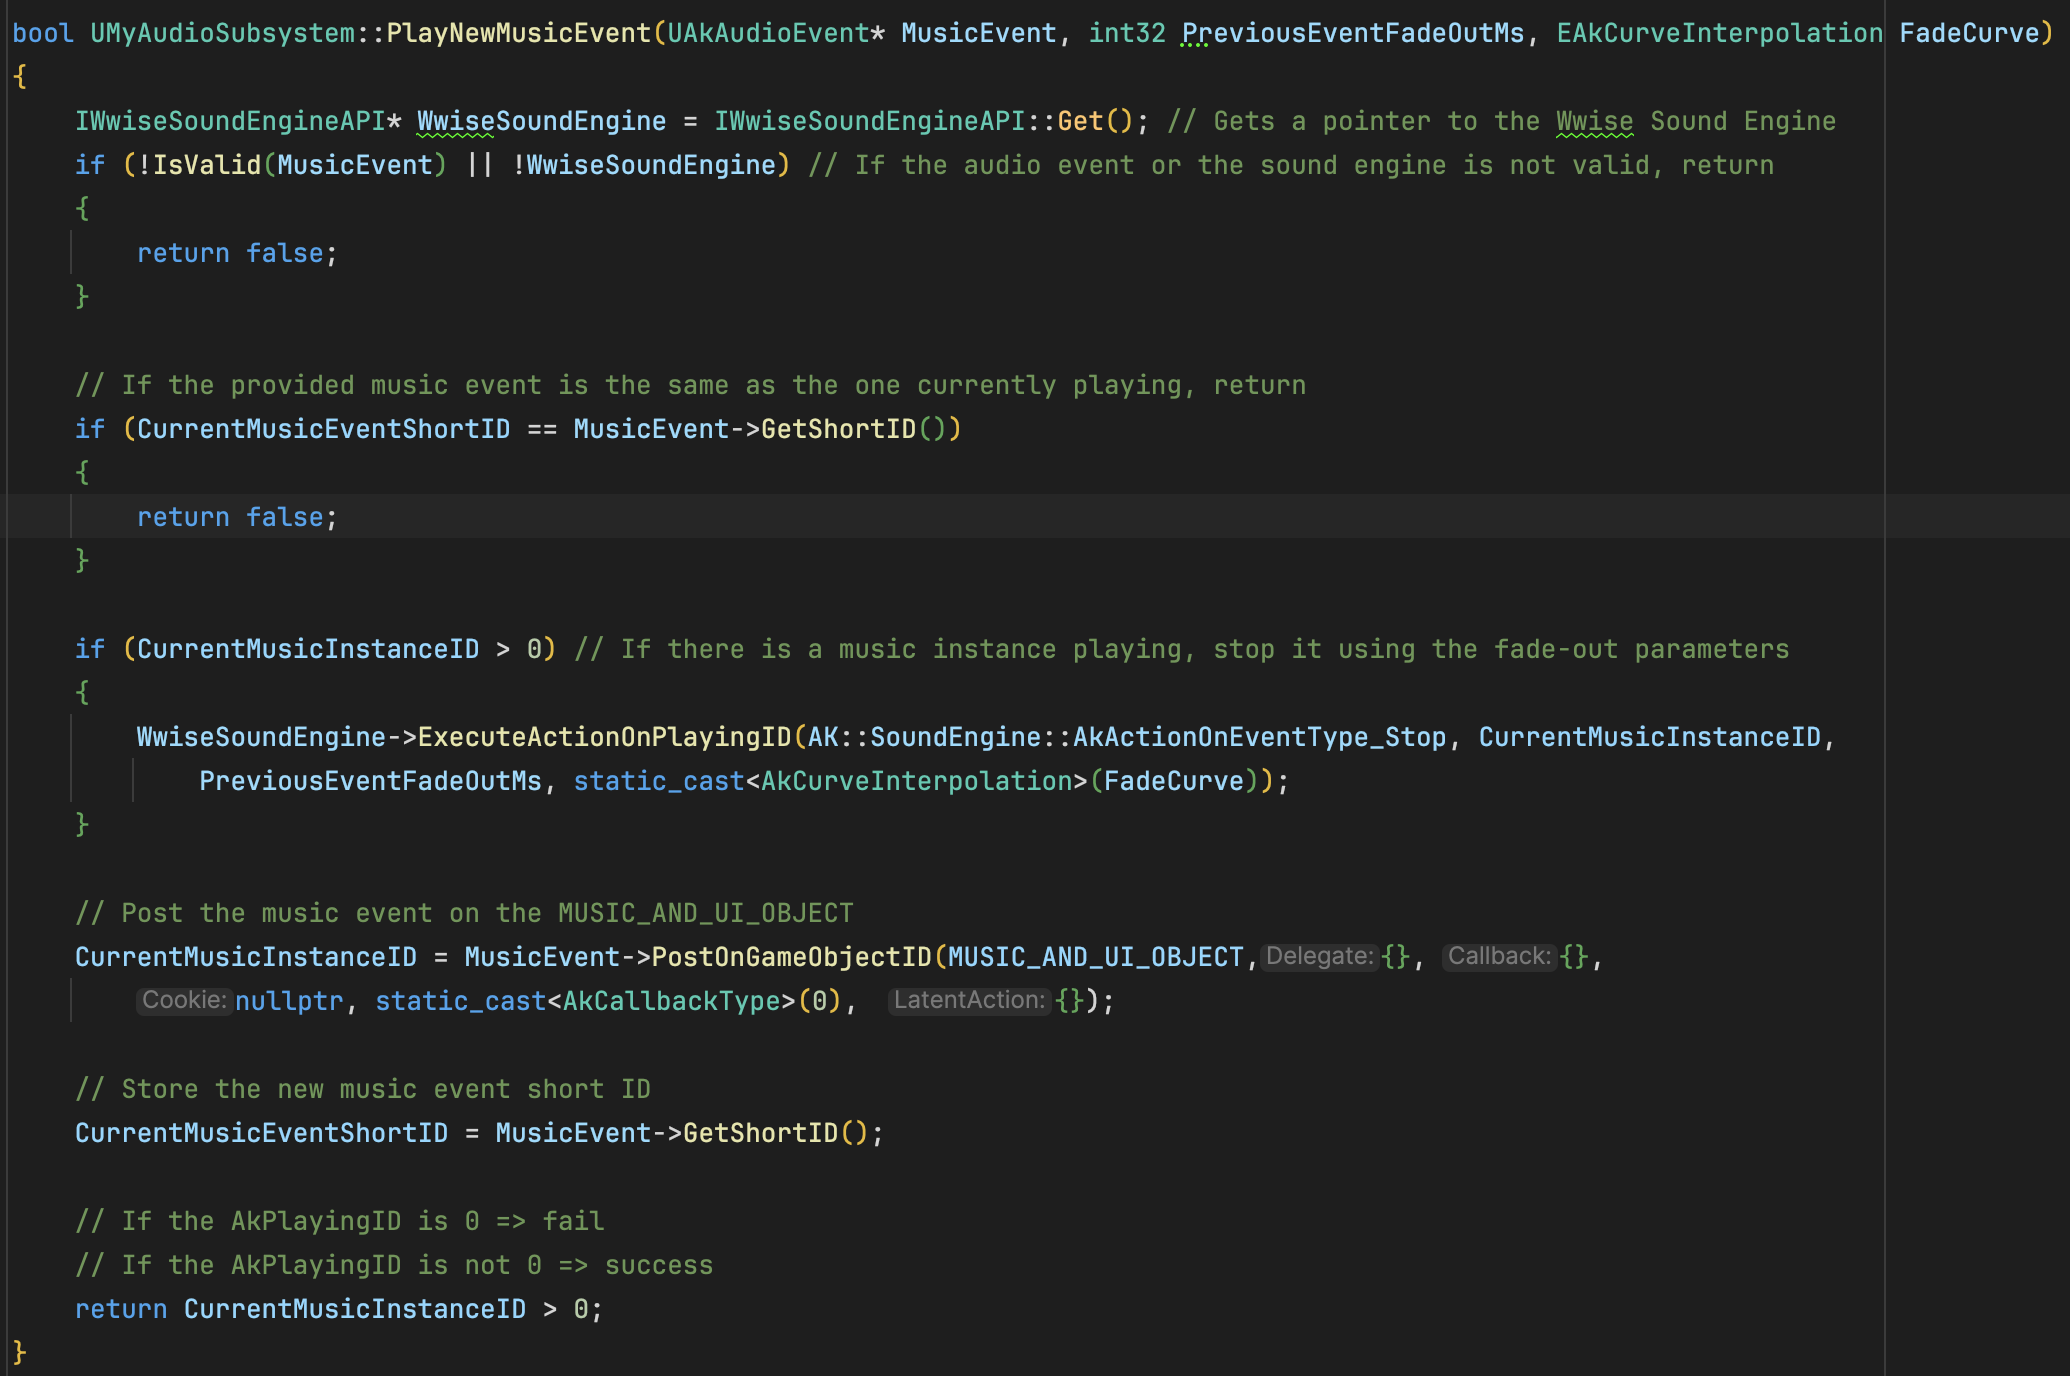 bool UMyAudioSubsystem::PlayNewMusicEvent(UAkAudioEvent* MusicEvent, int32 PreviousEventFadeOutMs, EAkCurveInterpolation FadeCurve)
{
    IWwiseSoundEngineAPI* WwiseSoundEngine = IWwiseSoundEngineAPI::Get(); // Gets a pointer to the Wwise Sound Engine
    if (!IsValid(MusicEvent) || !WwiseSoundEngine) // If the audio event or the sound engine is not valid, return
    {
        return false;
    }

    // If the provided music event is the same as the one currently playing, return
    if (CurrentMusicEventShortID == MusicEvent->GetShortID())
    {
        return false;
    }

    if (CurrentMusicInstanceID > 0) // If there is a music instance playing, stop it using the fade-out parameters
    {
        WwiseSoundEngine->ExecuteActionOnPlayingID(AK::SoundEngine::AkActionOnEventType_Stop, CurrentMusicInstanceID,
            PreviousEventFadeOutMs, static_cast<AkCurveInterpolation>(FadeCurve));
    }

    // Post the music event on the MUSIC_AND_UI_OBJECT
    CurrentMusicInstanceID = MusicEvent->PostOnGameObjectID(MUSIC_AND_UI_OBJECT, Delegate: {}, Callback: {},
        Cookie: nullptr, static_cast<AkCallbackType>(0), LatentAction: {});

    // Store the new music event short ID
    CurrentMusicEventShortID = MusicEvent->GetShortID();

    // If the AkPlayingID is 0 => fail
    // If the AkPlayingID is not 0 => success
    return CurrentMusicInstanceID > 0;
}